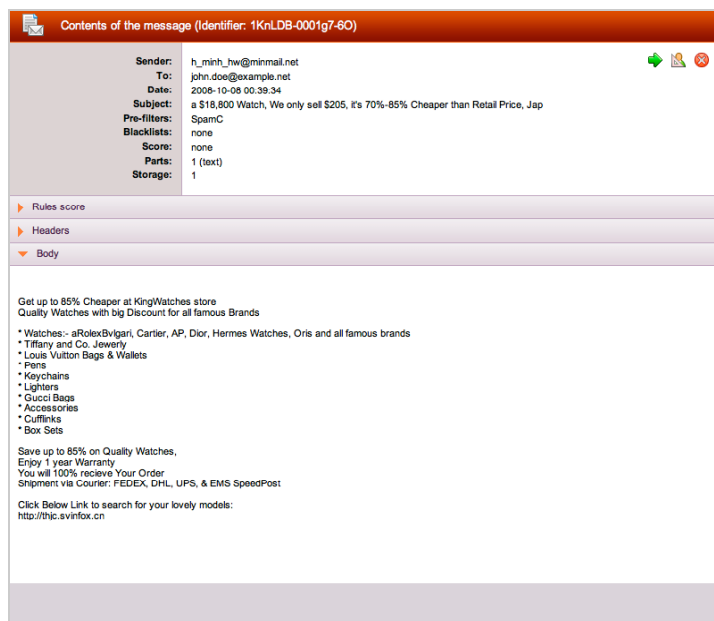 Contents of the message (Identifier: 1KnLDB-0001g7-6O)
Sender: h_minh_hw@minmail.net
To: john.doe@example.net
Date: 2008-10-08 00:39:34
Subject: a $18,800 Watch, We only sell $205, it's 70%-85% Cheaper than Retail Price, Jap
Pre-filters: SpamC
Blacklists: none
Score: none
Parts: 1 (text)
Storage: 1
Rules score
Headers
Body
Get up to 85% Cheaper at KingWatches store
Quality Watches with big Discount for all famous Brands
* Watches:- aRolexBvlgari, Cartier, AP, Dior, Hermes Watches, Oris and all famous brands
* Tiffany and Co. Jewerly
* Louis Vuitton Bags & Wallets
* Pens
* Keychains
* Lighters
* Gucci Bags
* Accessories
* Cufflinks
* Box Sets
Save up to 85% on Quality Watches,
Enjoy 1 year Warranty
You will 100% recieve Your Order
Shipment via Courier: FEDEX, DHL, UPS, & EMS SpeedPost
Click Below Link to search for your lovely models:
http://thjc.svinfox.cn